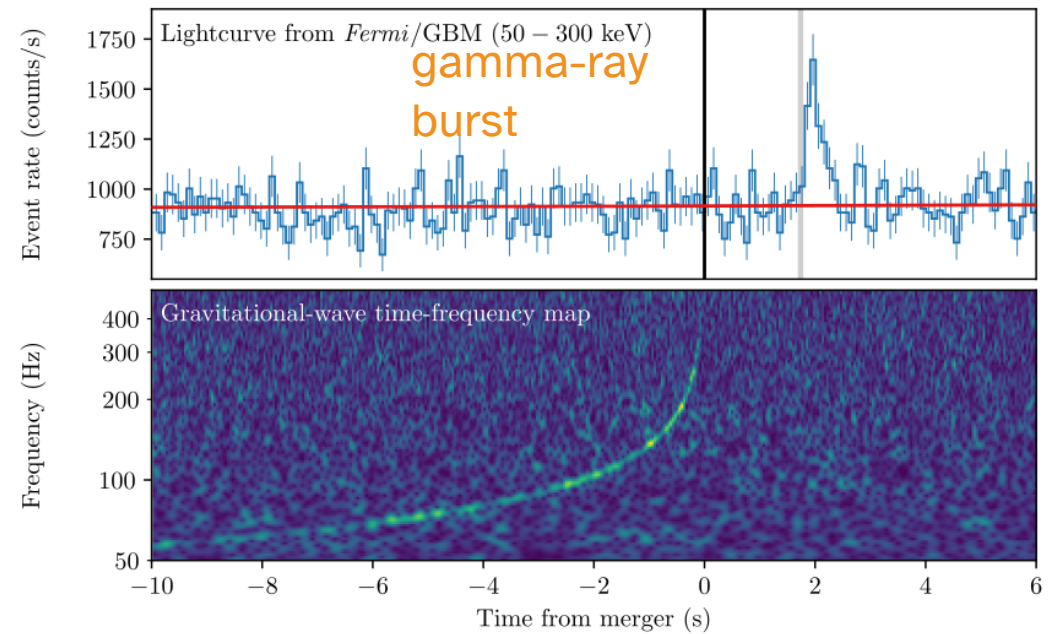 Lightcurve from Fermi/GBM (50 – 300 keV)
gamma-ray
burst
Event rate (counts/s)
1750
1500
1250
1000
750
Gravitational-wave time-frequency map
Frequency (Hz)
400
300
200
100
50
−10 −8 −6 −4 −2 0 2 4 6
Time from merger (s)